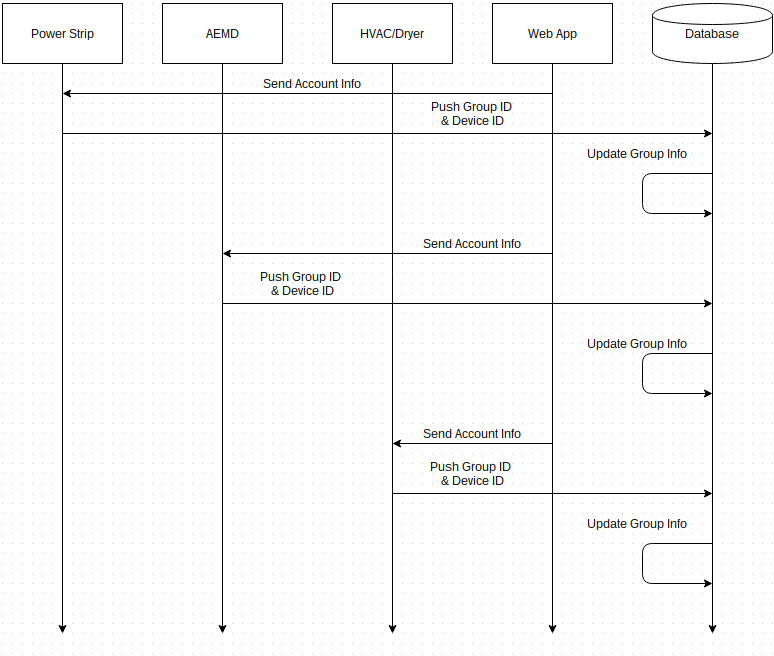 Power Strip
AEMD
HVAC/Dryer
Web App
Database
Send Account Info
Push Group ID
& Device ID
Update Group Info
Send Account Info
Push Group ID
& Device ID
Update Group Info
Send Account Info
Push Group ID
& Device ID
Update Group Info